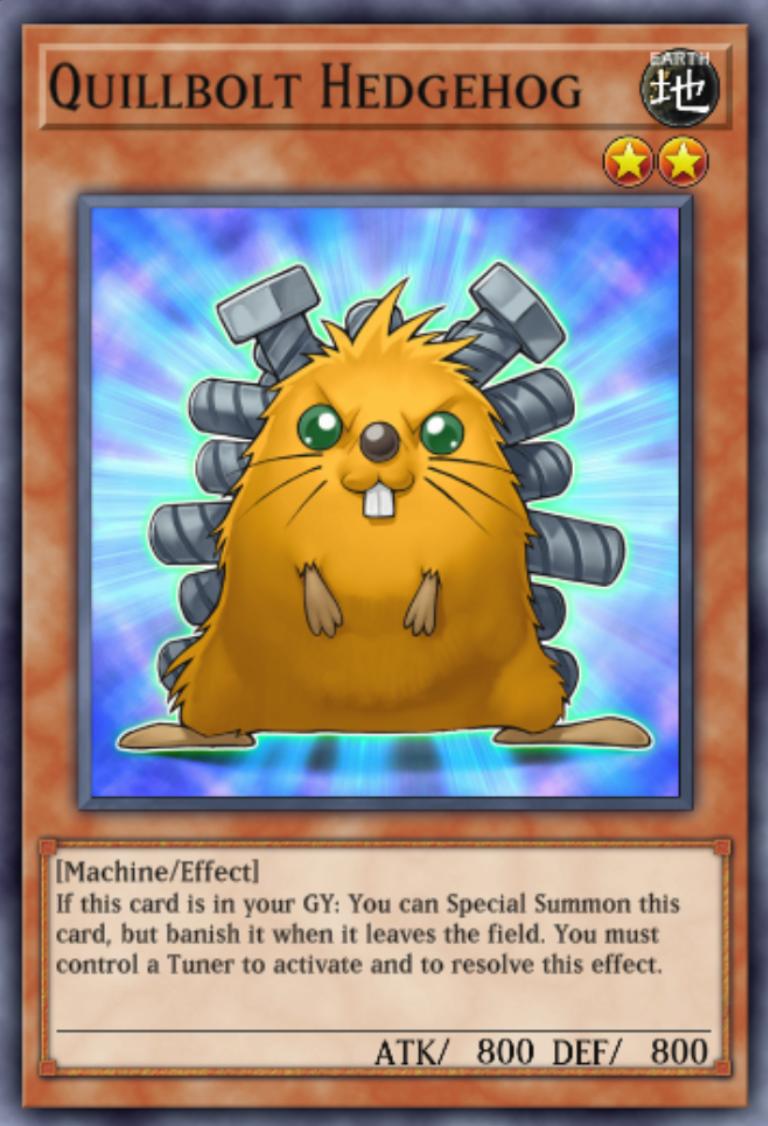 QUILLBOLT HEDGEHOG
EARTH
地
[Machine/Effect]
If this card is in your GY: You can Special Summon this
card, but banish it when it leaves the field. You must
control a Tuner to activate and to resolve this effect.
ATK/ 800 DEF/ 800